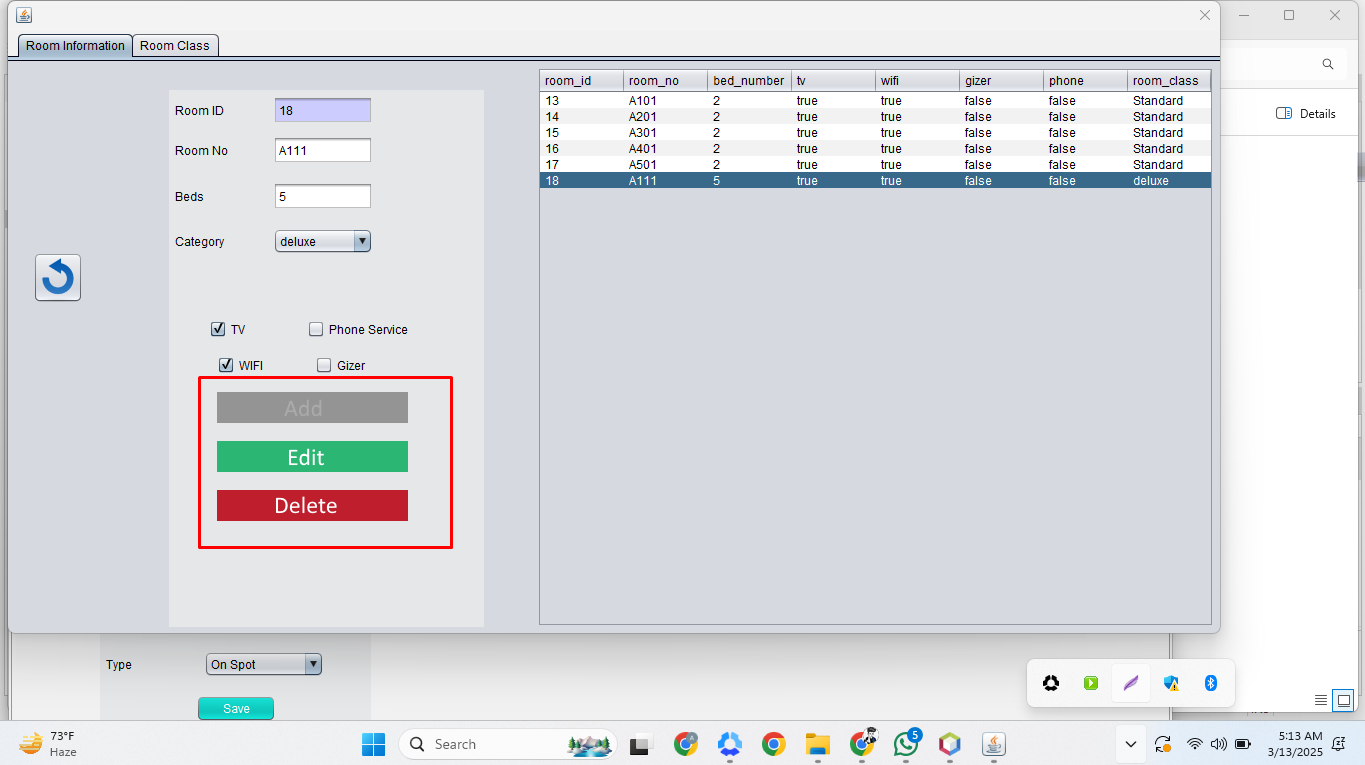 Room Information Room Class
room_id room_no bed_number tv wifi gizer phone room_class
13 A101 2 true true false false Standard
14 A201 2 true true false false Standard
15 A301 2 true true false false Standard
16 A401 2 true true false false Standard
17 A501 2 true true false false Standard
18 A111 5 true true false false deluxe
Room ID 18
Room No A111
Beds 5
Category deluxe
TV Phone Service
WIFI Gizer
Add
Edit
Delete
Details
Type On Spot
Save
73°F
Haze
Search
5
5:13 AM
3/13/2025